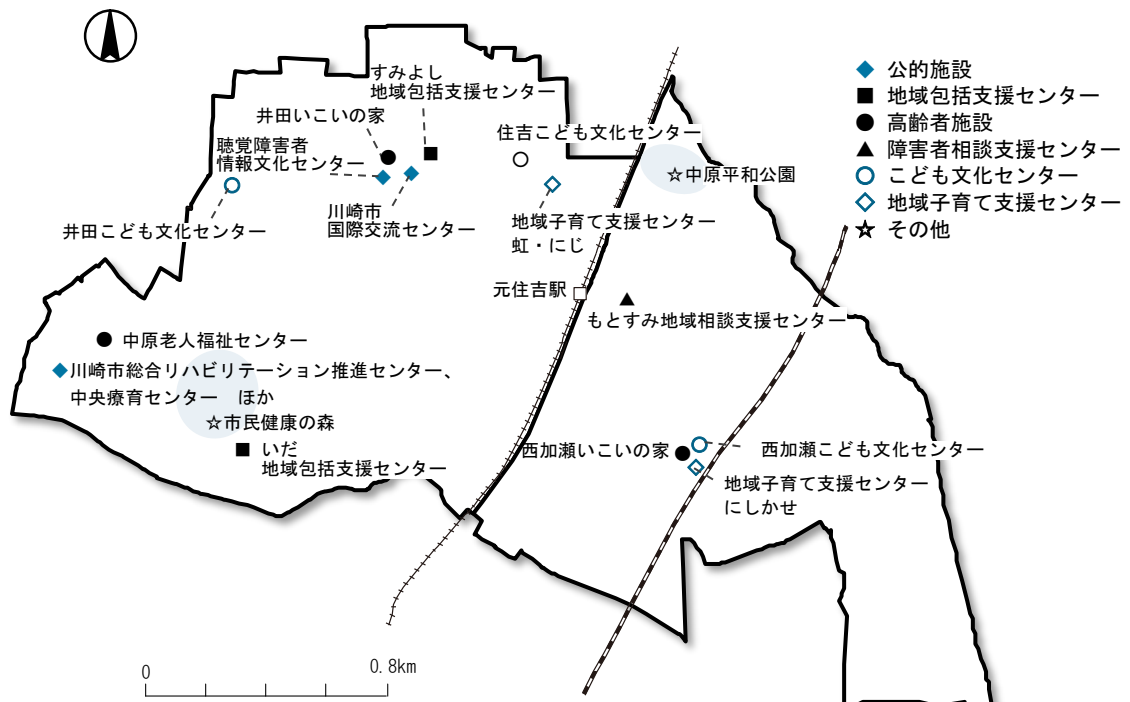 すみよし
地域包括支援センター
井田いこいの家
聴覚障害者
情報文化センター
住吉こども文化センター
☆中原平和公園
川崎市
国際交流センター
井田こども文化センター
地域子育て支援センター
虹・にじ
元住吉駅
もとすみ地域相談支援センター
中原老人福祉センター
川崎市総合リハビリテーション推進センター、
中央療育センター　ほか
☆市民健康の森
いだ
地域包括支援センター
西加瀬いこいの家
西加瀬こども文化センター
地域子育て支援センター
にしかせ
公的施設
地域包括支援センター
高齢者施設
障害者相談支援センター
こども文化センター
地域子育て支援センター
その他
0
0.8km